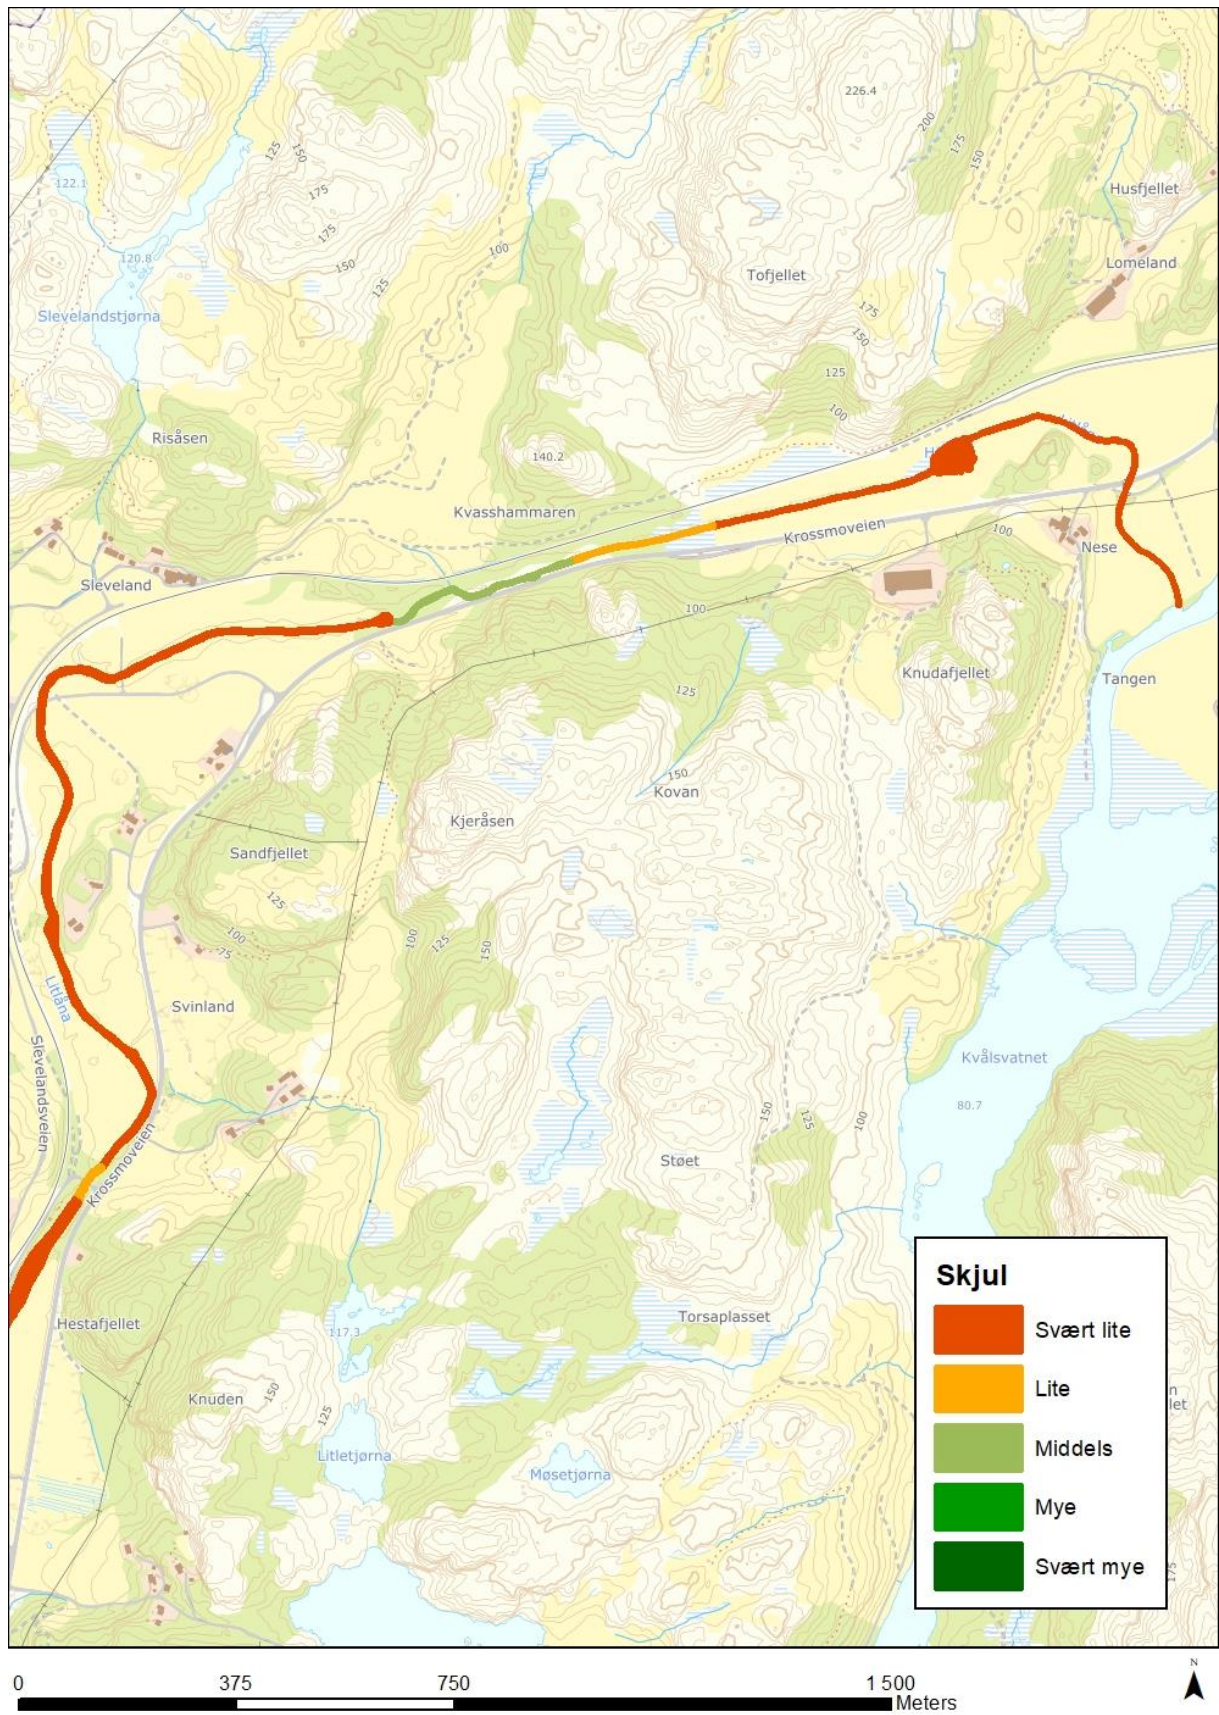 226.4
200
175
150
125
150
122.1
175
Husfjellet
175
100
120.8
150
125
Lomeland
Tofjellet
Slevelandstjørna
175
150
125
100
Risåsen
140.2
Kvasshammaren
Krossmoveien
100
Nese
Sleveland
100
Knudafjellet
Tangen
125
150
Kovan
Kjeråsen
Sandfjellet
125
100
75
100
125
150
Litlåna
Svinland
Slevelandsveien
Kvålsvatnet
80.7
150
125
100
Krossmoveien
Støet
Hestafjellet
117.3
Torsaplasset
Knuden
150
125
Litletjørna
Møsetjørna
175
Skjul
Svært lite
Lite
Middels
Mye
Svært mye
0 375 750 1 500
Meters
N